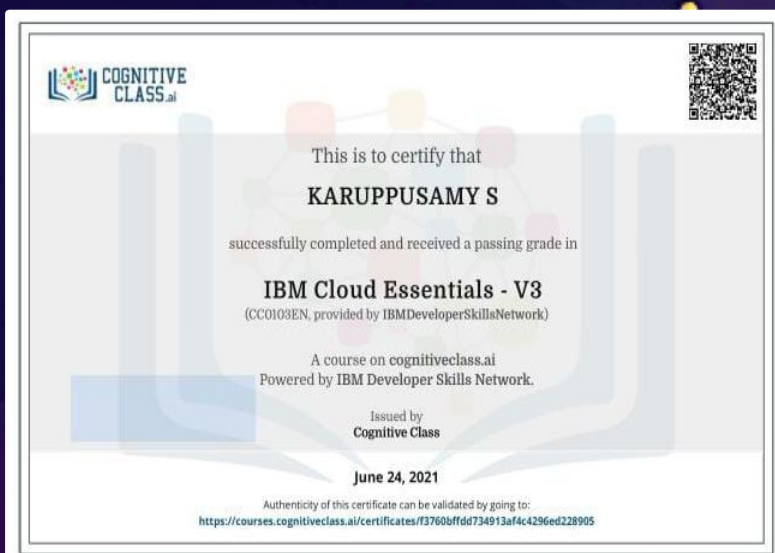 COGNITIVE
CLASS.ai
This is to certify that
KARUPPUSAMY S
successfully completed and received a passing grade in
IBM Cloud Essentials - V3
(CC0103EN, provided by IBMDeveloperSkillsNetwork)
A course on cognitiveclass.ai
Powered by IBM Developer Skills Network.
Issued by
Cognitive Class
June 24, 2021
Authenticity of this certificate can be validated by going to:
https://courses.cognitiveclass.ai/certificates/f3760bffdd734913af4c4296ed228905